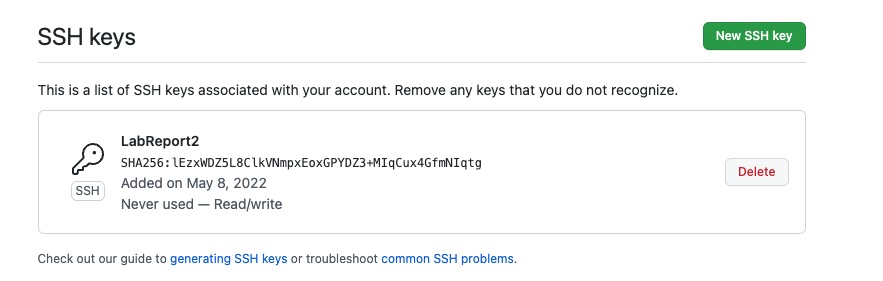 SSH keys
New SSH key
This is a list of SSH keys associated with your account. Remove any keys that you do not recognize.
LabReport2
SHA256:lEzxWDZ5L8ClkVNmpxEoxGPYDZ3+MIqCux4GfmNIqtg
SSH
Added on May 8, 2022
Never used — Read/write
Delete
Check out our guide to generating SSH keys or troubleshoot common SSH problems.